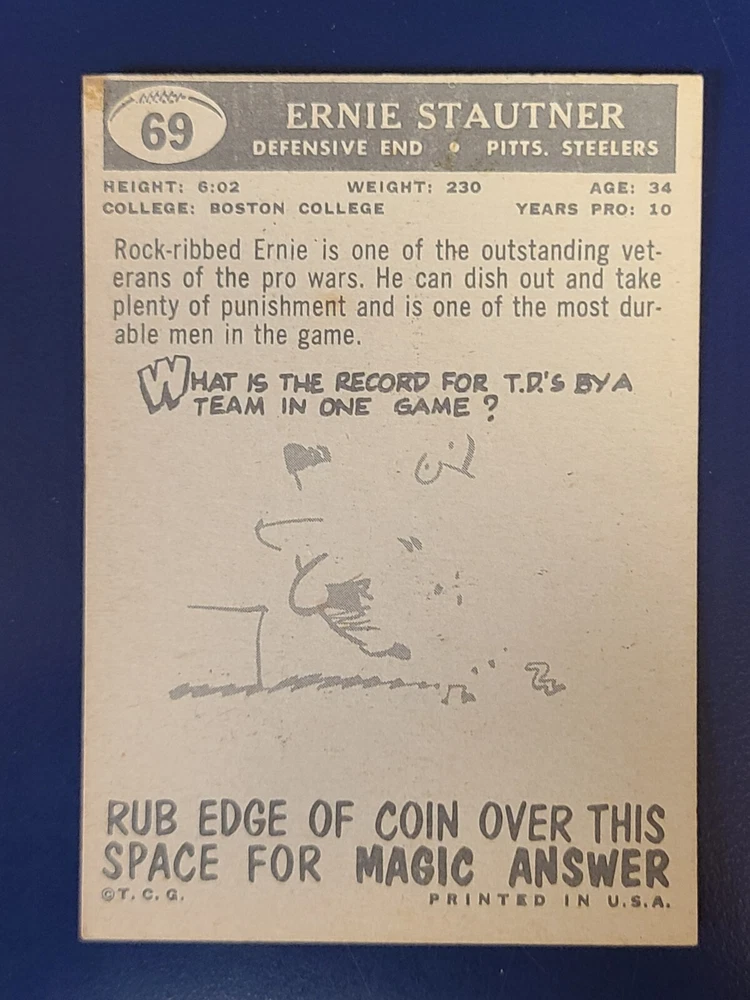 69
ERNIE STAUTNER
DEFENSIVE END • PITTS. STEELERS
HEIGHT: 6:02 WEIGHT: 230 AGE: 34
COLLEGE: BOSTON COLLEGE YEARS PRO: 10
Rock-ribbed Ernie is one of the outstanding vet-
erans of the pro wars. He can dish out and take
plenty of punishment and is one of the most dur-
able men in the game.
WHAT IS THE RECORD FOR T.D.'S BY A
TEAM IN ONE GAME?
RUB EDGE OF COIN OVER THIS
SPACE FOR MAGIC ANSWER
©T.C.G. PRINTED IN U.S.A.